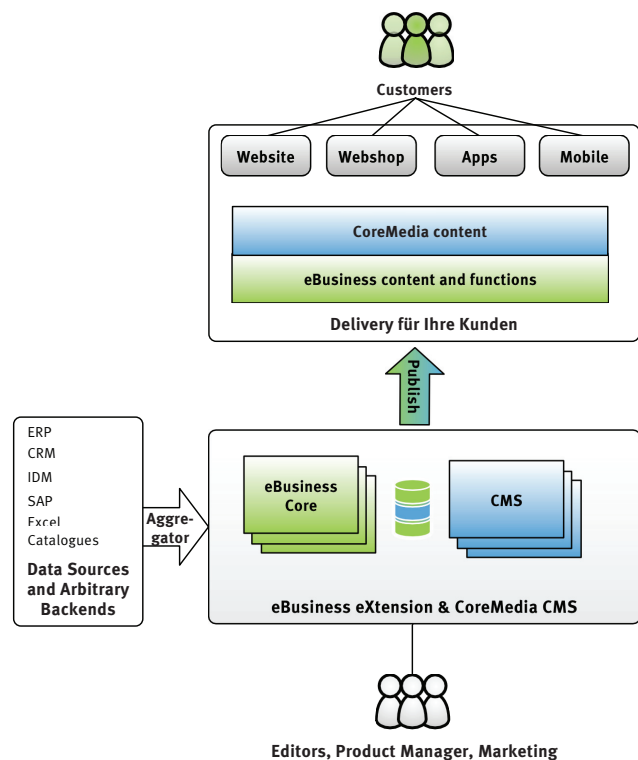 Customers
Website
Webshop
Apps
Mobile
CoreMedia content
eBusiness content and functions
Delivery für Ihre Kunden
Publish
ERP
CRM
IDM
SAP
Excel
Catalogues
Data Sources
and Arbitrary
Backends
Aggre-
gator
eBusiness
Core
CMS
eBusiness eXtension & CoreMedia CMS
Editors, Product Manager, Marketing